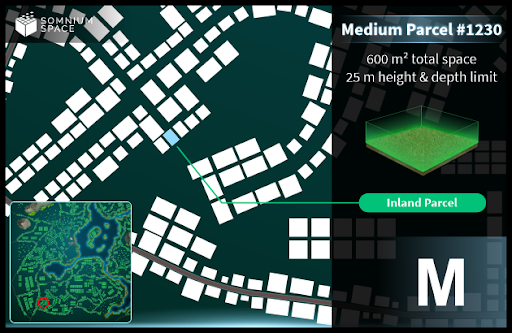 SOMNIUM
SPACE
Medium Parcel #1230
600 m² total space
25 m height & depth limit
Inland Parcel
M